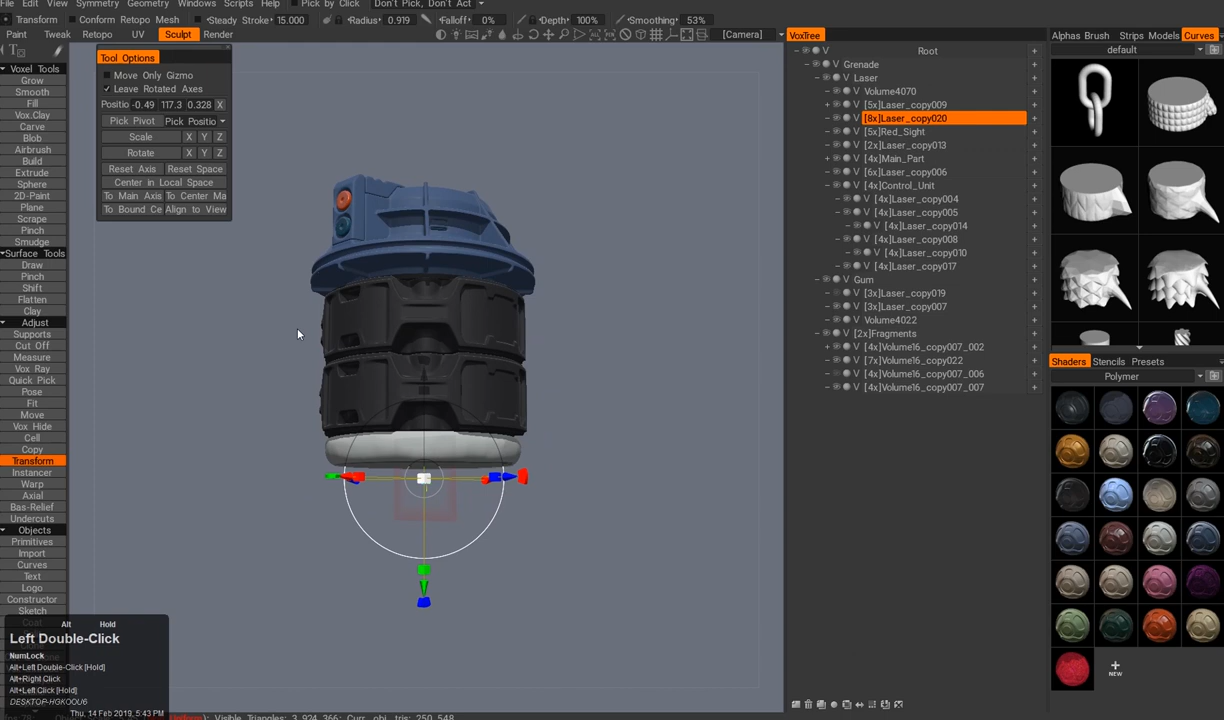 File Edit View Symmetry Geometry Windows Scripts Help Pick by Click Don't Pick, Don't Act
Transform Conform Retopo Mesh Steady Stroke: 15.000 Radius: 0.919 Falloff: 0% Depth: 100% Smoothing: 53%
Paint Tweak Retopo UV Sculpt Render [Camera] VoxTree Alphas Brush Strips Models Curves
Root
default
Tool Options
Move Only Gizmo
Leave Rotated Axes
Positio -0.49 117.3 0.328 X
Pick Pivot Pick Positio
Scale X Y Z
Rotate X Y Z
Reset Axis Reset Space
Center in Local Space
To Main Axis To Center Ma
To Bound Ce Align to View
Voxel Tools
Grow
Smooth
Fill
Vox.Clay
Carve
Blob
Airbrush
Build
Extrude
Sphere
2D-Paint
Plane
Scrape
Pinch
Smudge
Surface Tools
Draw
Pinch
Shift
Flatten
Clay
Adjust
Supports
Cut Off
Measure
Vox Ray
Quick Pick
Pose
Fit
Move
Vox Hide
Cell
Copy
Transform
Instancer
Warp
Axial
Bas-Relief
Undercuts
Objects
Primitives
Import
Curves
Text
Logo
Constructor
Sketch
V Grenade
V Laser
V Volume4070
V [5x]Laser_copy009
V [8x]Laser_copy020
V [5x]Red_Sight
V [2x]Laser_copy013
V [4x]Main_Part
V [6x]Laser_copy006
V [4x]Control_Unit
V [4x]Laser_copy004
V [4x]Laser_copy005
V [4x]Laser_copy014
V [4x]Laser_copy008
V [4x]Laser_copy010
V [4x]Laser_copy017
V Gum
V [3x]Laser_copy019
V [3x]Laser_copy007
V Volume4022
V [2x]Fragments
V [4x]Volume16_copy007_002
V [7x]Volume16_copy022
V [4x]Volume16_copy007_006
V [4x]Volume16_copy007_007
Shaders Stencils Presets
Polymer
NEW
Alt Hold
Left Double-Click
NumLock
Alt+Left Double-Click [Hold]
Alt+Right Click
Alt+Left Click [Hold]
DESKTOP-HGKOOU6
Thu, 14 Feb 2019, 5:43 PM
Visible Triangles: 3 924 366; Curr. obj. tris: 250 548